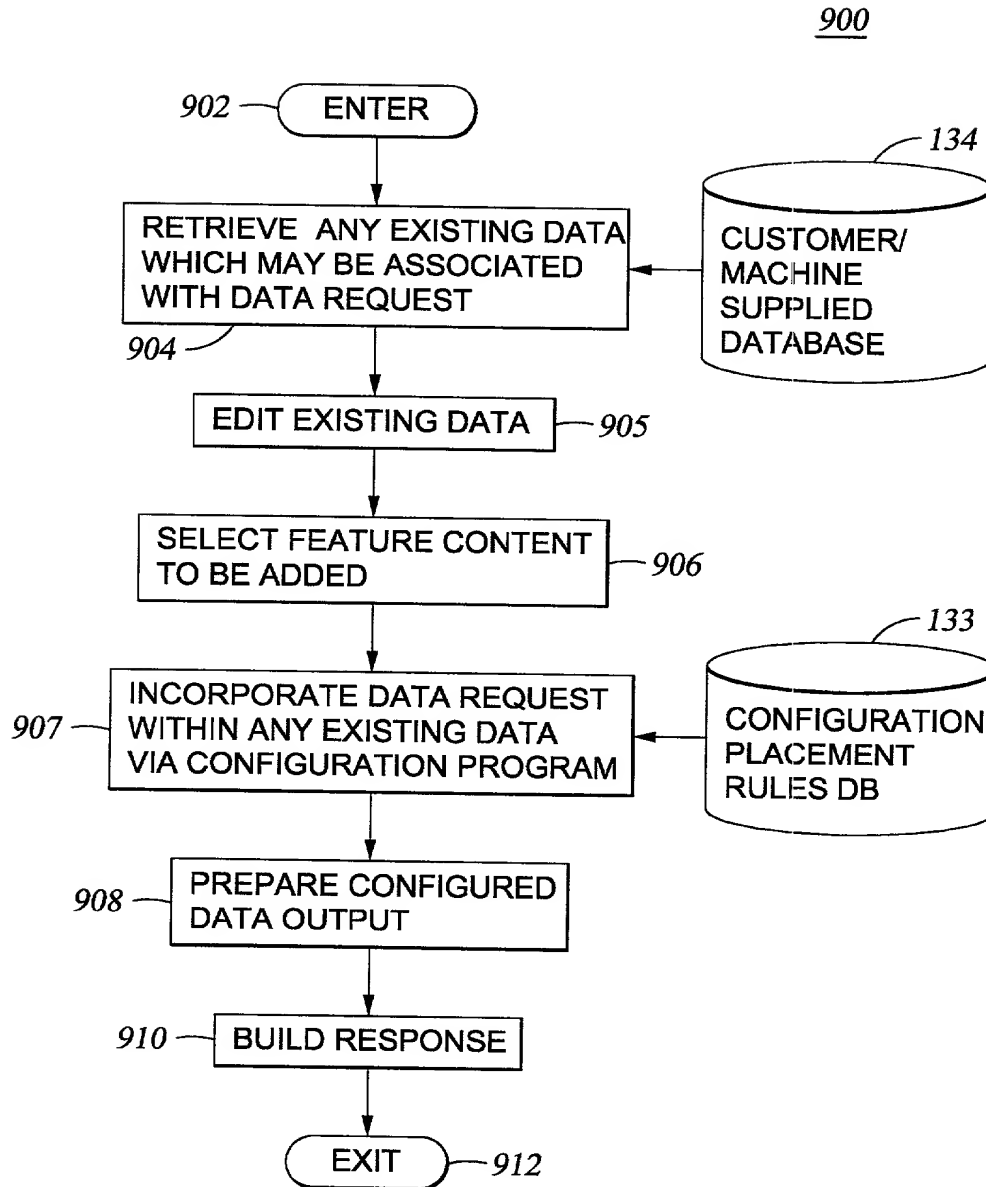 900
902
ENTER
134
RETRIEVE ANY EXISTING DATA
WHICH MAY BE ASSOCIATED
WITH DATA REQUEST
904
CUSTOMER/
MACHINE
SUPPLIED
DATABASE
EDIT EXISTING DATA
905
SELECT FEATURE CONTENT
TO BE ADDED
906
133
907
INCORPORATE DATA REQUEST
WITHIN ANY EXISTING DATA
VIA CONFIGURATION PROGRAM
CONFIGURATION
PLACEMENT
RULES DB
908
PREPARE CONFIGURED
DATA OUTPUT
910
BUILD RESPONSE
EXIT
912